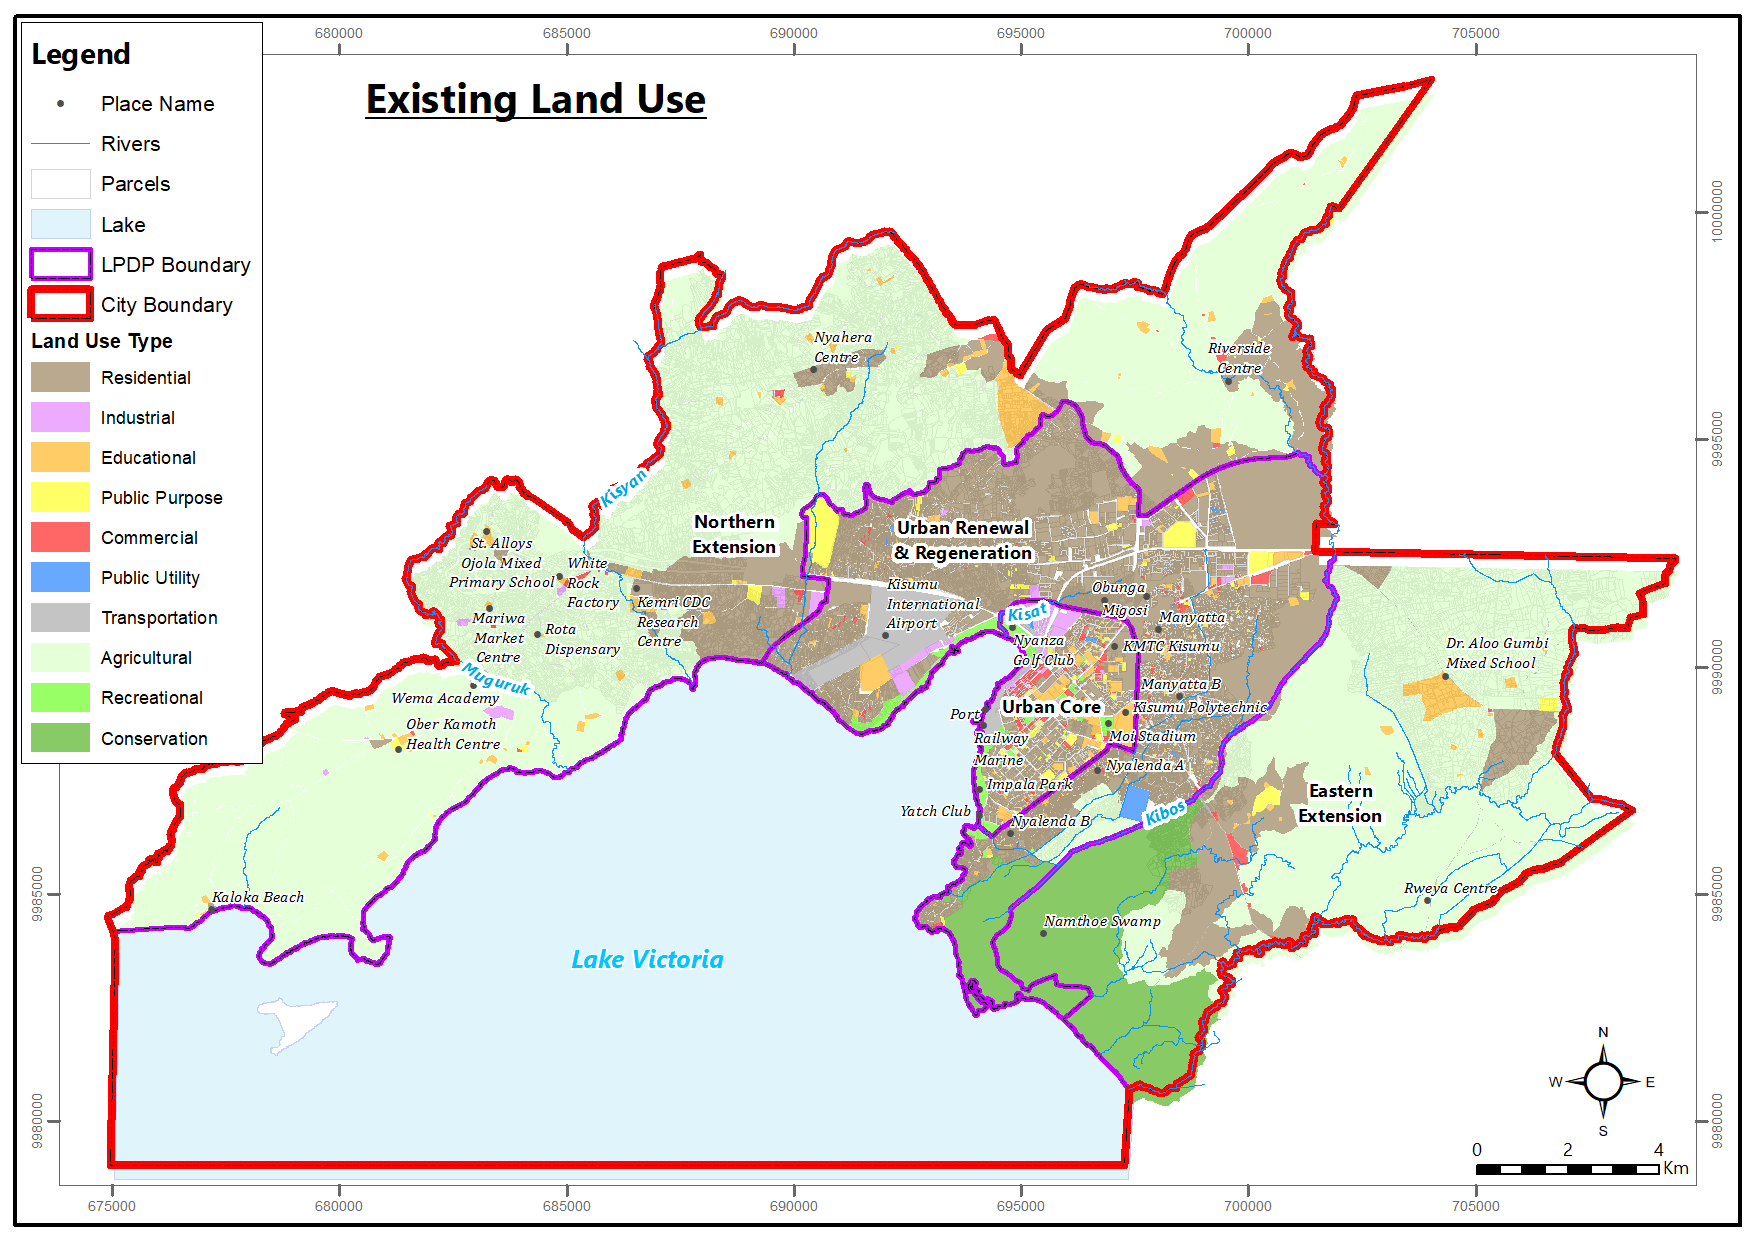 Legend
Place Name
Rivers
Parcels
Lake
LPDP Boundary
City Boundary
Land Use Type
Residential
Industrial
Educational
Public Purpose
Commercial
Public Utility
Transportation
Agricultural
Recreational
Conservation
680000
685000
690000
695000
700000
705000
Existing Land Use
1000000
9995000
9990000
9985000
9980000
Nyahera
Centre
Riverside
Centre
Kisyan
Northern
Extension
Urban Renewal
& Regeneration
St. Alloys
Ojola Mixed
Primary School
White
Rock
Factory
Kemri CDC
Research
Centre
Mariwa
Market
Centre
Rota
Dispensary
Kisumu
International
Airport
Obunga
Migosi
Kisat
Manyatta
Nyanza
Golf Club
KMTC Kisumu
Dr. Aloo Gumbi
Mixed School
Muguruk
Wema Academy
Manyatta B
Ober Kamoth
Health Centre
Port
Urban Core
Kisumu Polytechnic
Railway
Marine
Moi Stadium
Nyalenda A
Impala Park
Yatch Club
Nyalenda B
Kibos
Eastern
Extension
Kaloka Beach
Rweya Centre
Namthoe Swamp
Lake Victoria
9985000
9980000
N
W
E
S
0
2
4
Km
675000
680000
685000
690000
695000
700000
705000